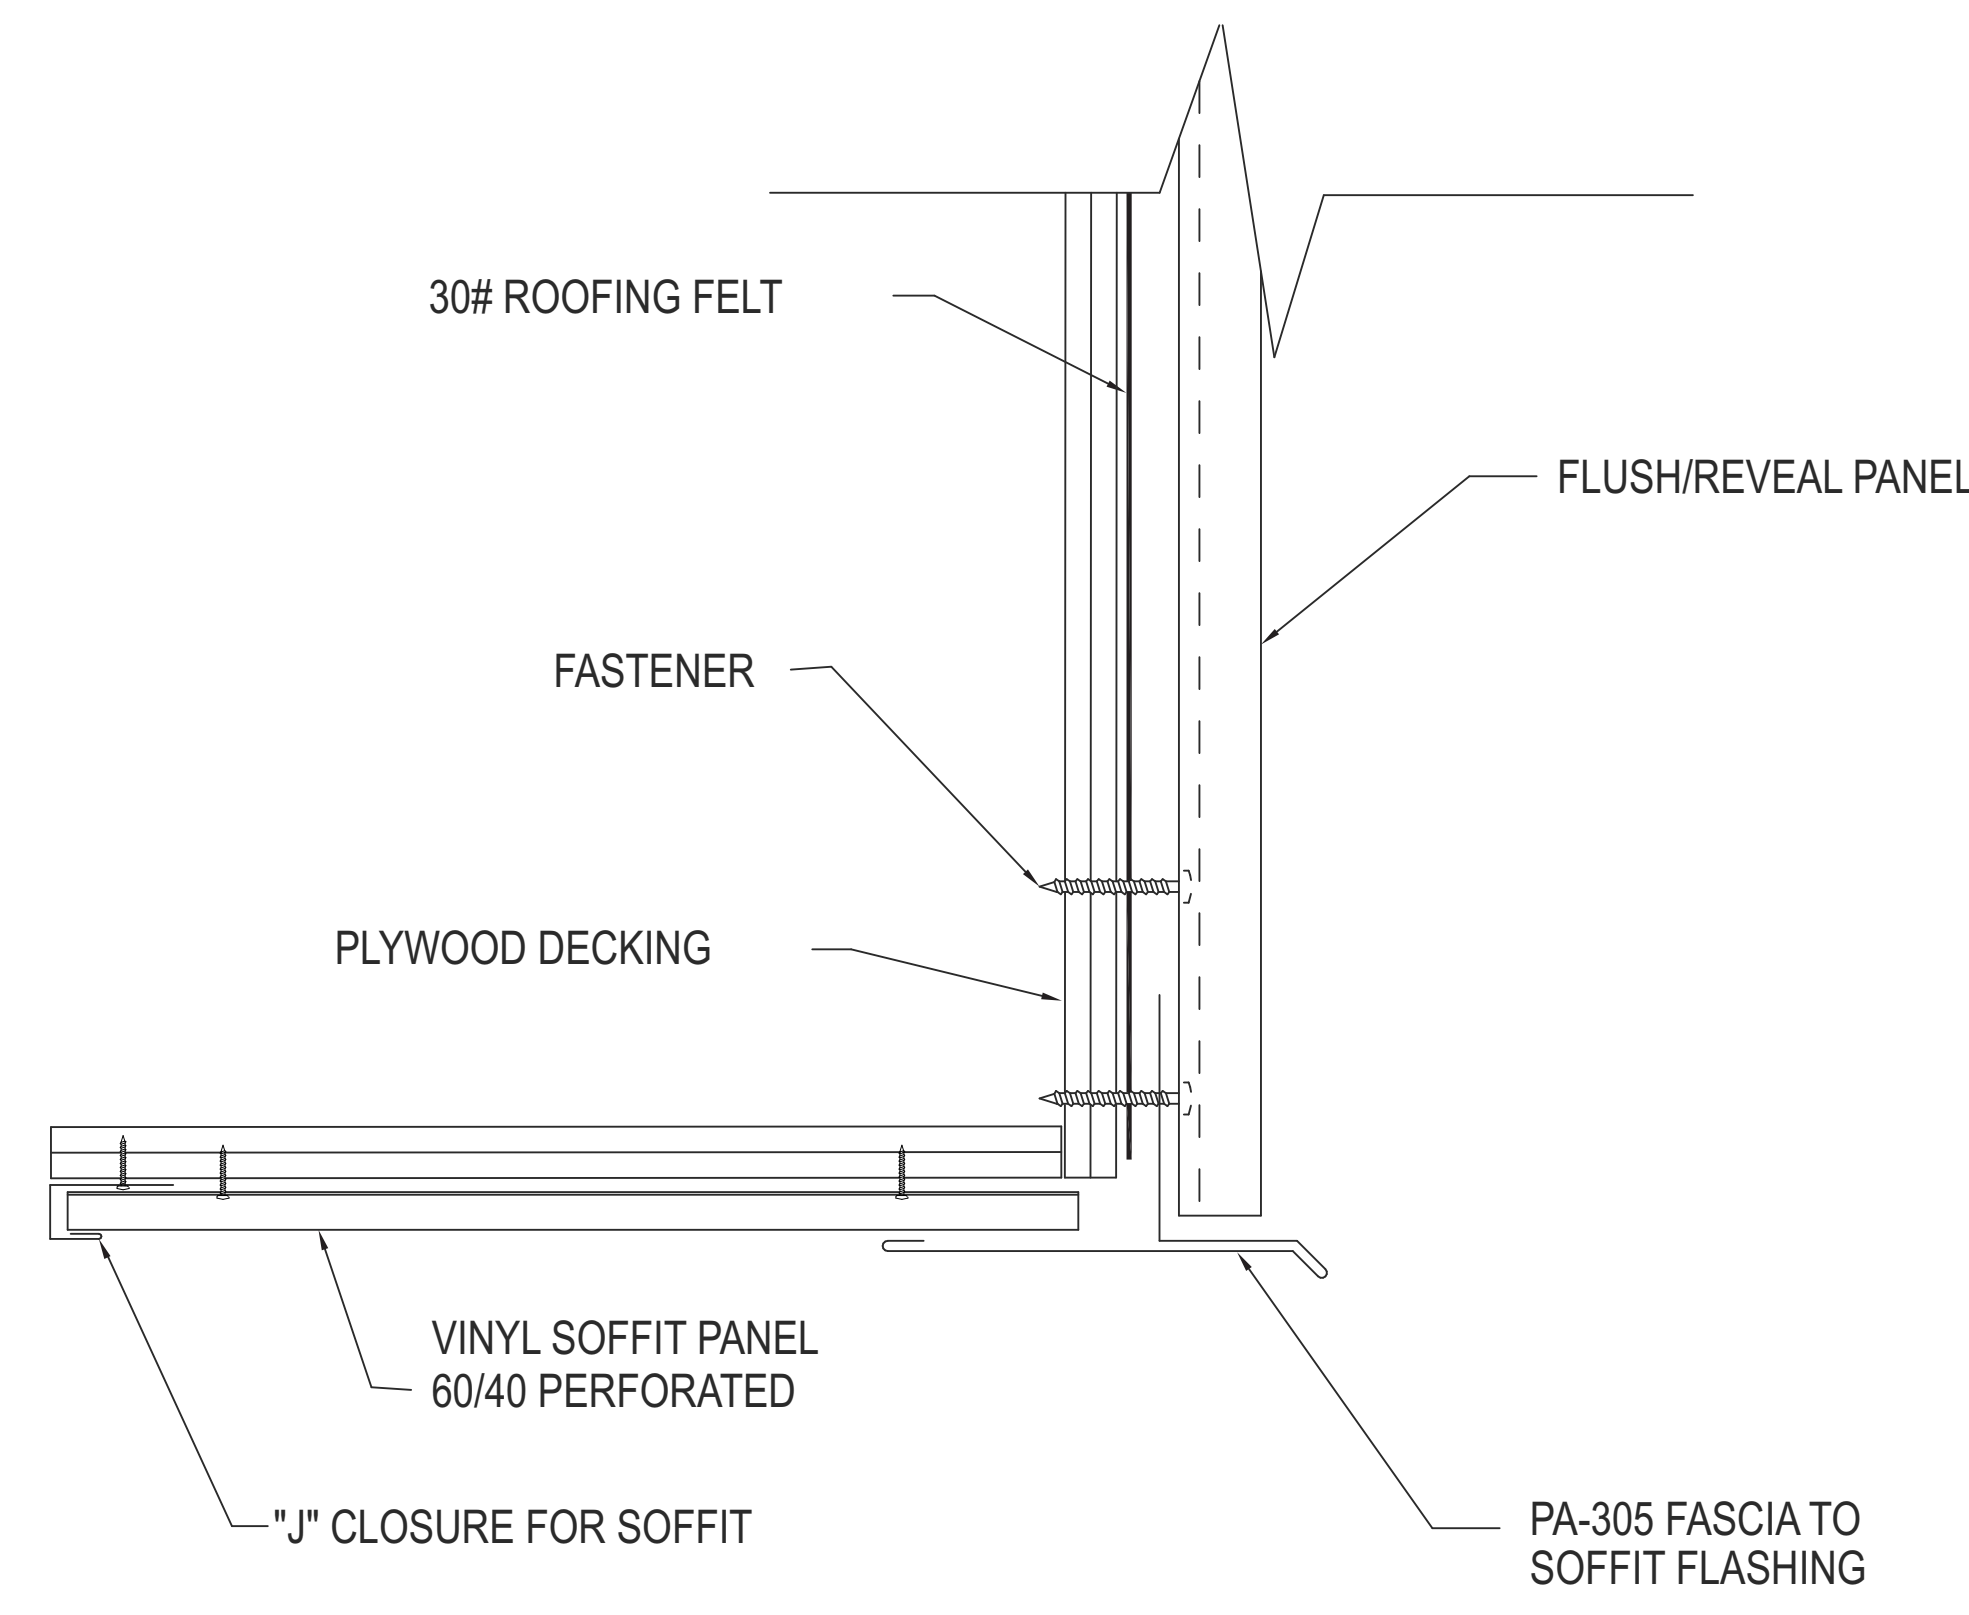 30# ROOFING FELT
FLUSH/REVEAL PANEL
FASTENER
PLYWOOD DECKING
VINYL SOFFIT PANEL
60/40 PERFORATED
"J" CLOSURE FOR SOFFIT
PA-305 FASCIA TO
SOFFIT FLASHING